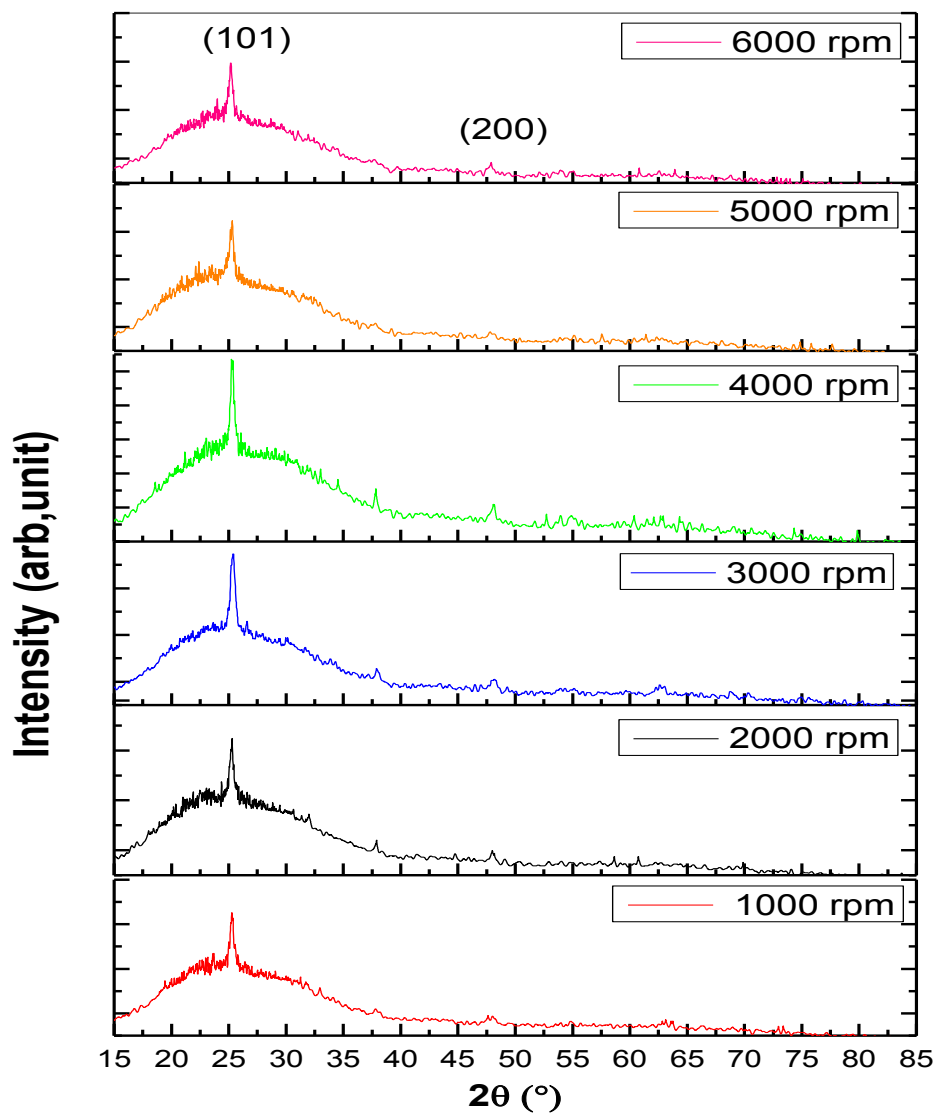 (101)
6000 rpm
(200)
5000 rpm
4000 rpm
3000 rpm
2000 rpm
1000 rpm
Intensity (arb,unit)
15 20 25 30 35 40 45 50 55 60 65 70 75 80 85
2θ (°)